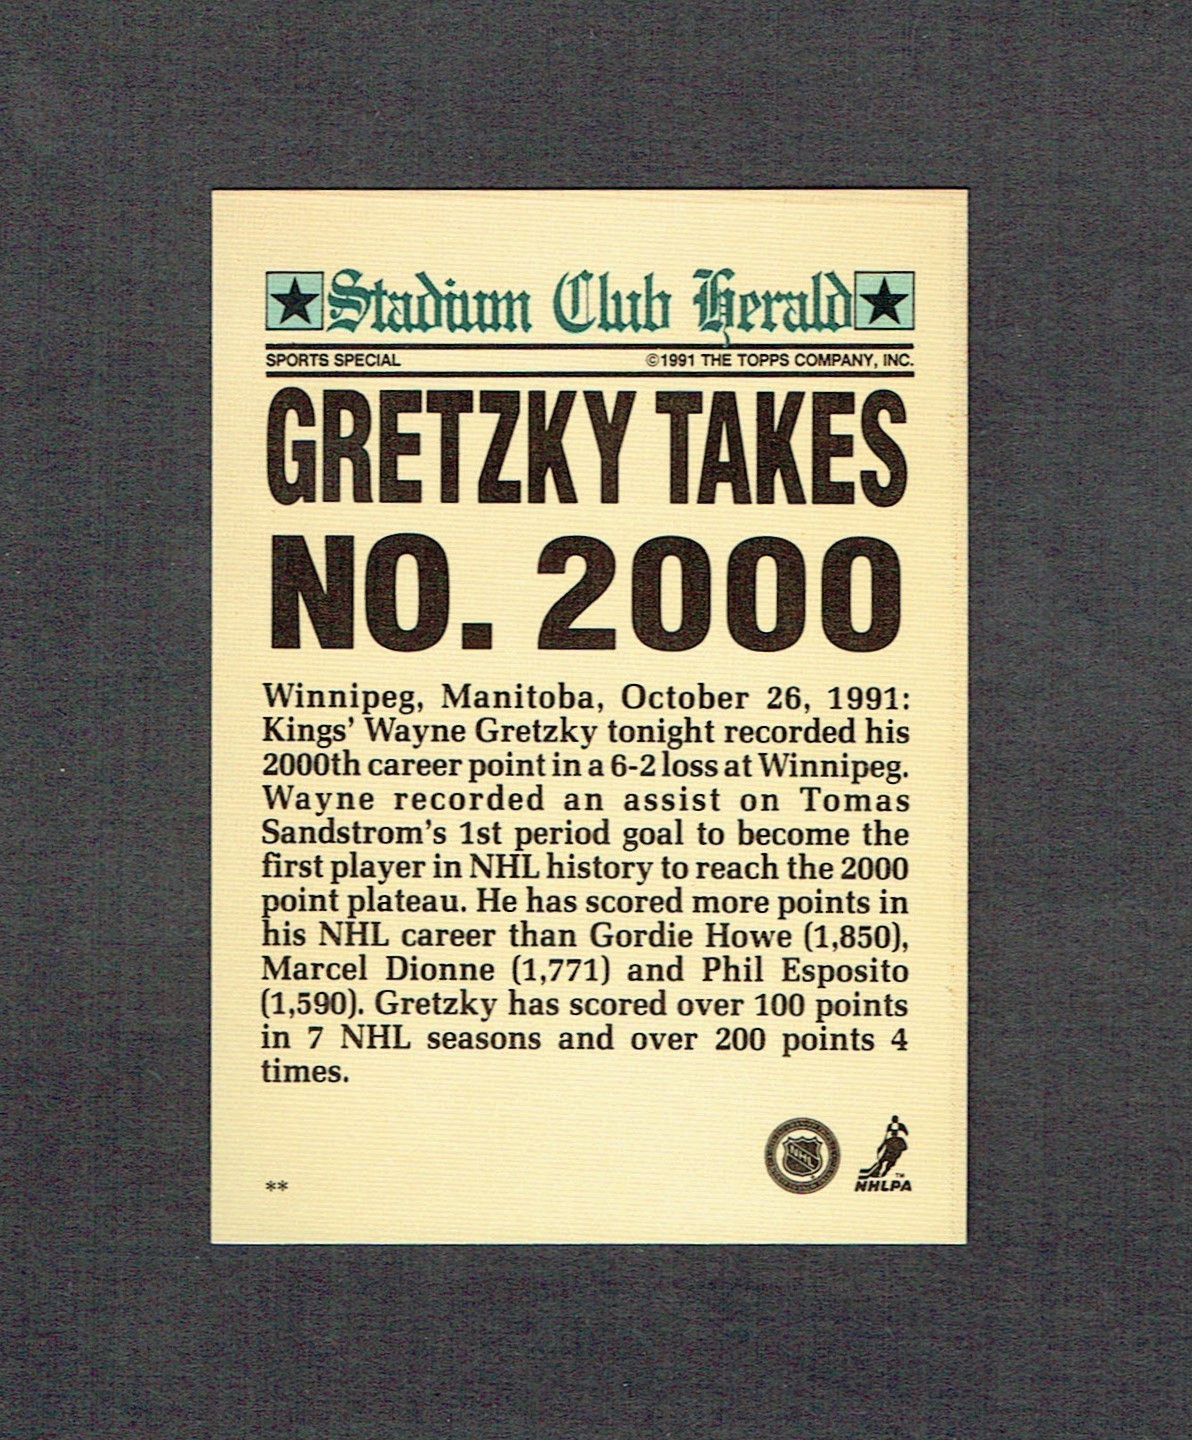 Stadium Club Herald
SPORTS SPECIAL ©1991 THE TOPPS COMPANY, INC.
GRETZKY TAKES
NO. 2000
Winnipeg, Manitoba, October 26, 1991:
Kings' Wayne Gretzky tonight recorded his
2000th career point in a 6-2 loss at Winnipeg.
Wayne recorded an assist on Tomas
Sandstrom's 1st period goal to become the
first player in NHL history to reach the 2000
point plateau. He has scored more points in
his NHL career than Gordie Howe (1,850),
Marcel Dionne (1,771) and Phil Esposito
(1,590). Gretzky has scored over 100 points
in 7 NHL seasons and over 200 points 4
times.
NHL
** NHLPA™